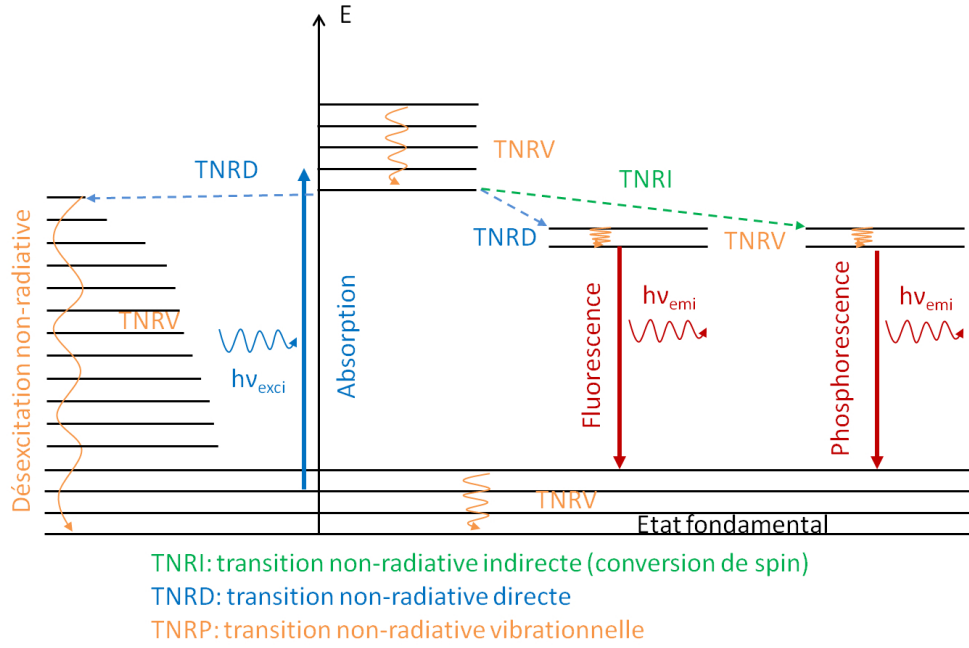 E
TNRV
TNRD
TNRI
TNRD
TNRV
Désexcitation non-radiative
TNRV
hνexci
Absorption
Fluorescence
hνemi
Phosphorescence
hνemi
TNRV
Etat fondamental
TNRI: transition non-radiative indirecte (conversion de spin)
TNRD: transition non-radiative directe
TNRP: transition non-radiative vibrationnelle